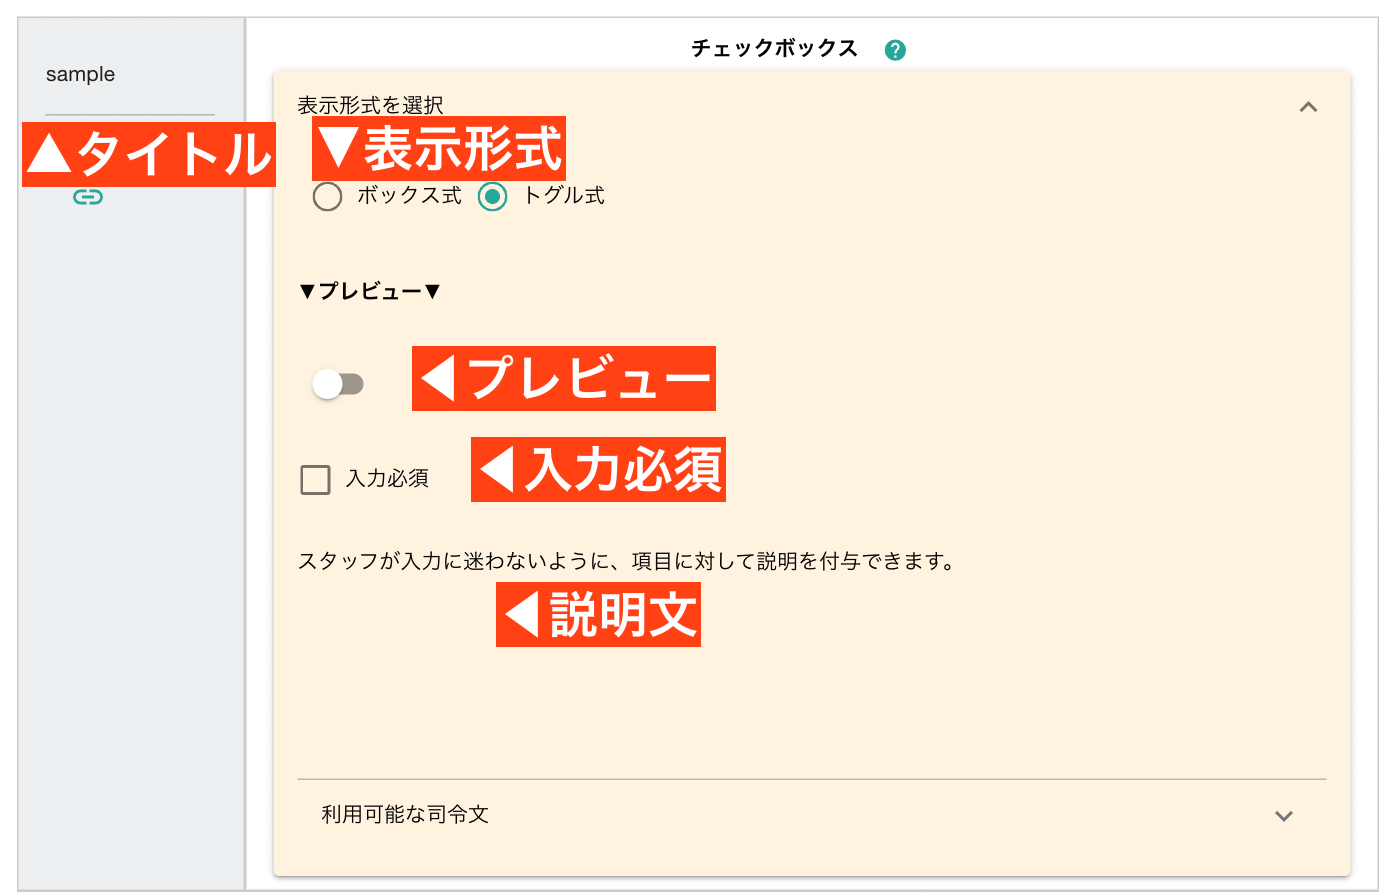 チェックボックス ?
sample
表示形式を選択
▲タイトル
▼表示形式
ボックス式 トグル式
▼プレビュー▼
◀プレビュー
入力必須
◀入力必須
スタッフが入力に迷わないように、項目に対して説明を付与できます。
◀説明文
利用可能な司令文